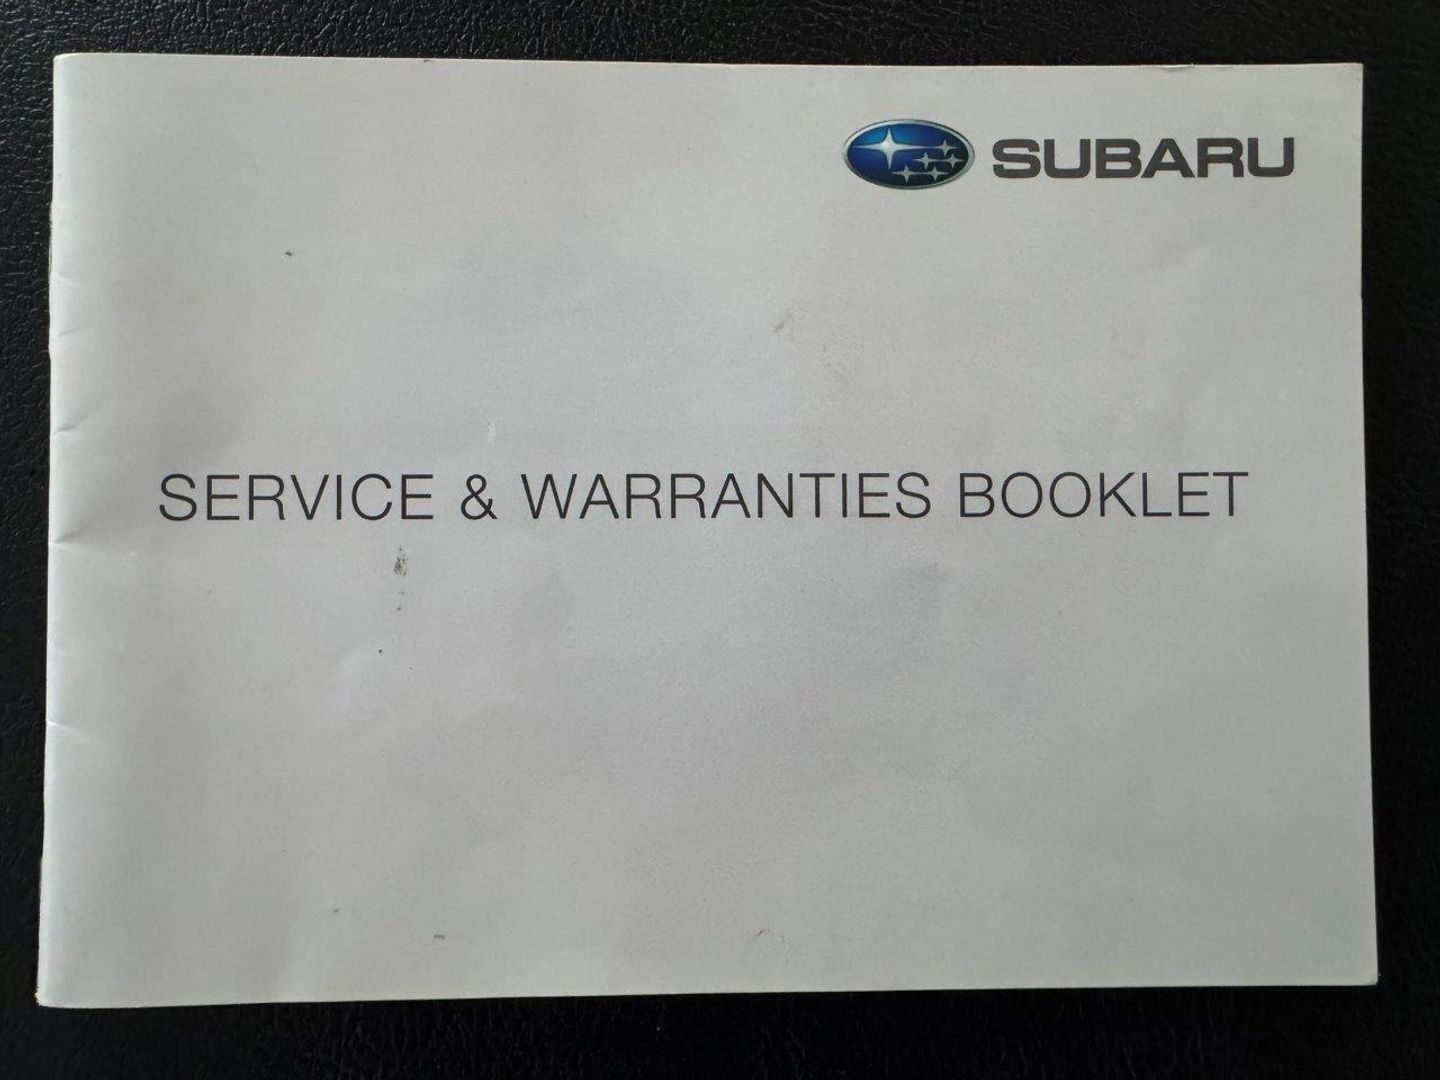 SUBARU
SERVICE & WARRANTIES BOOKLET